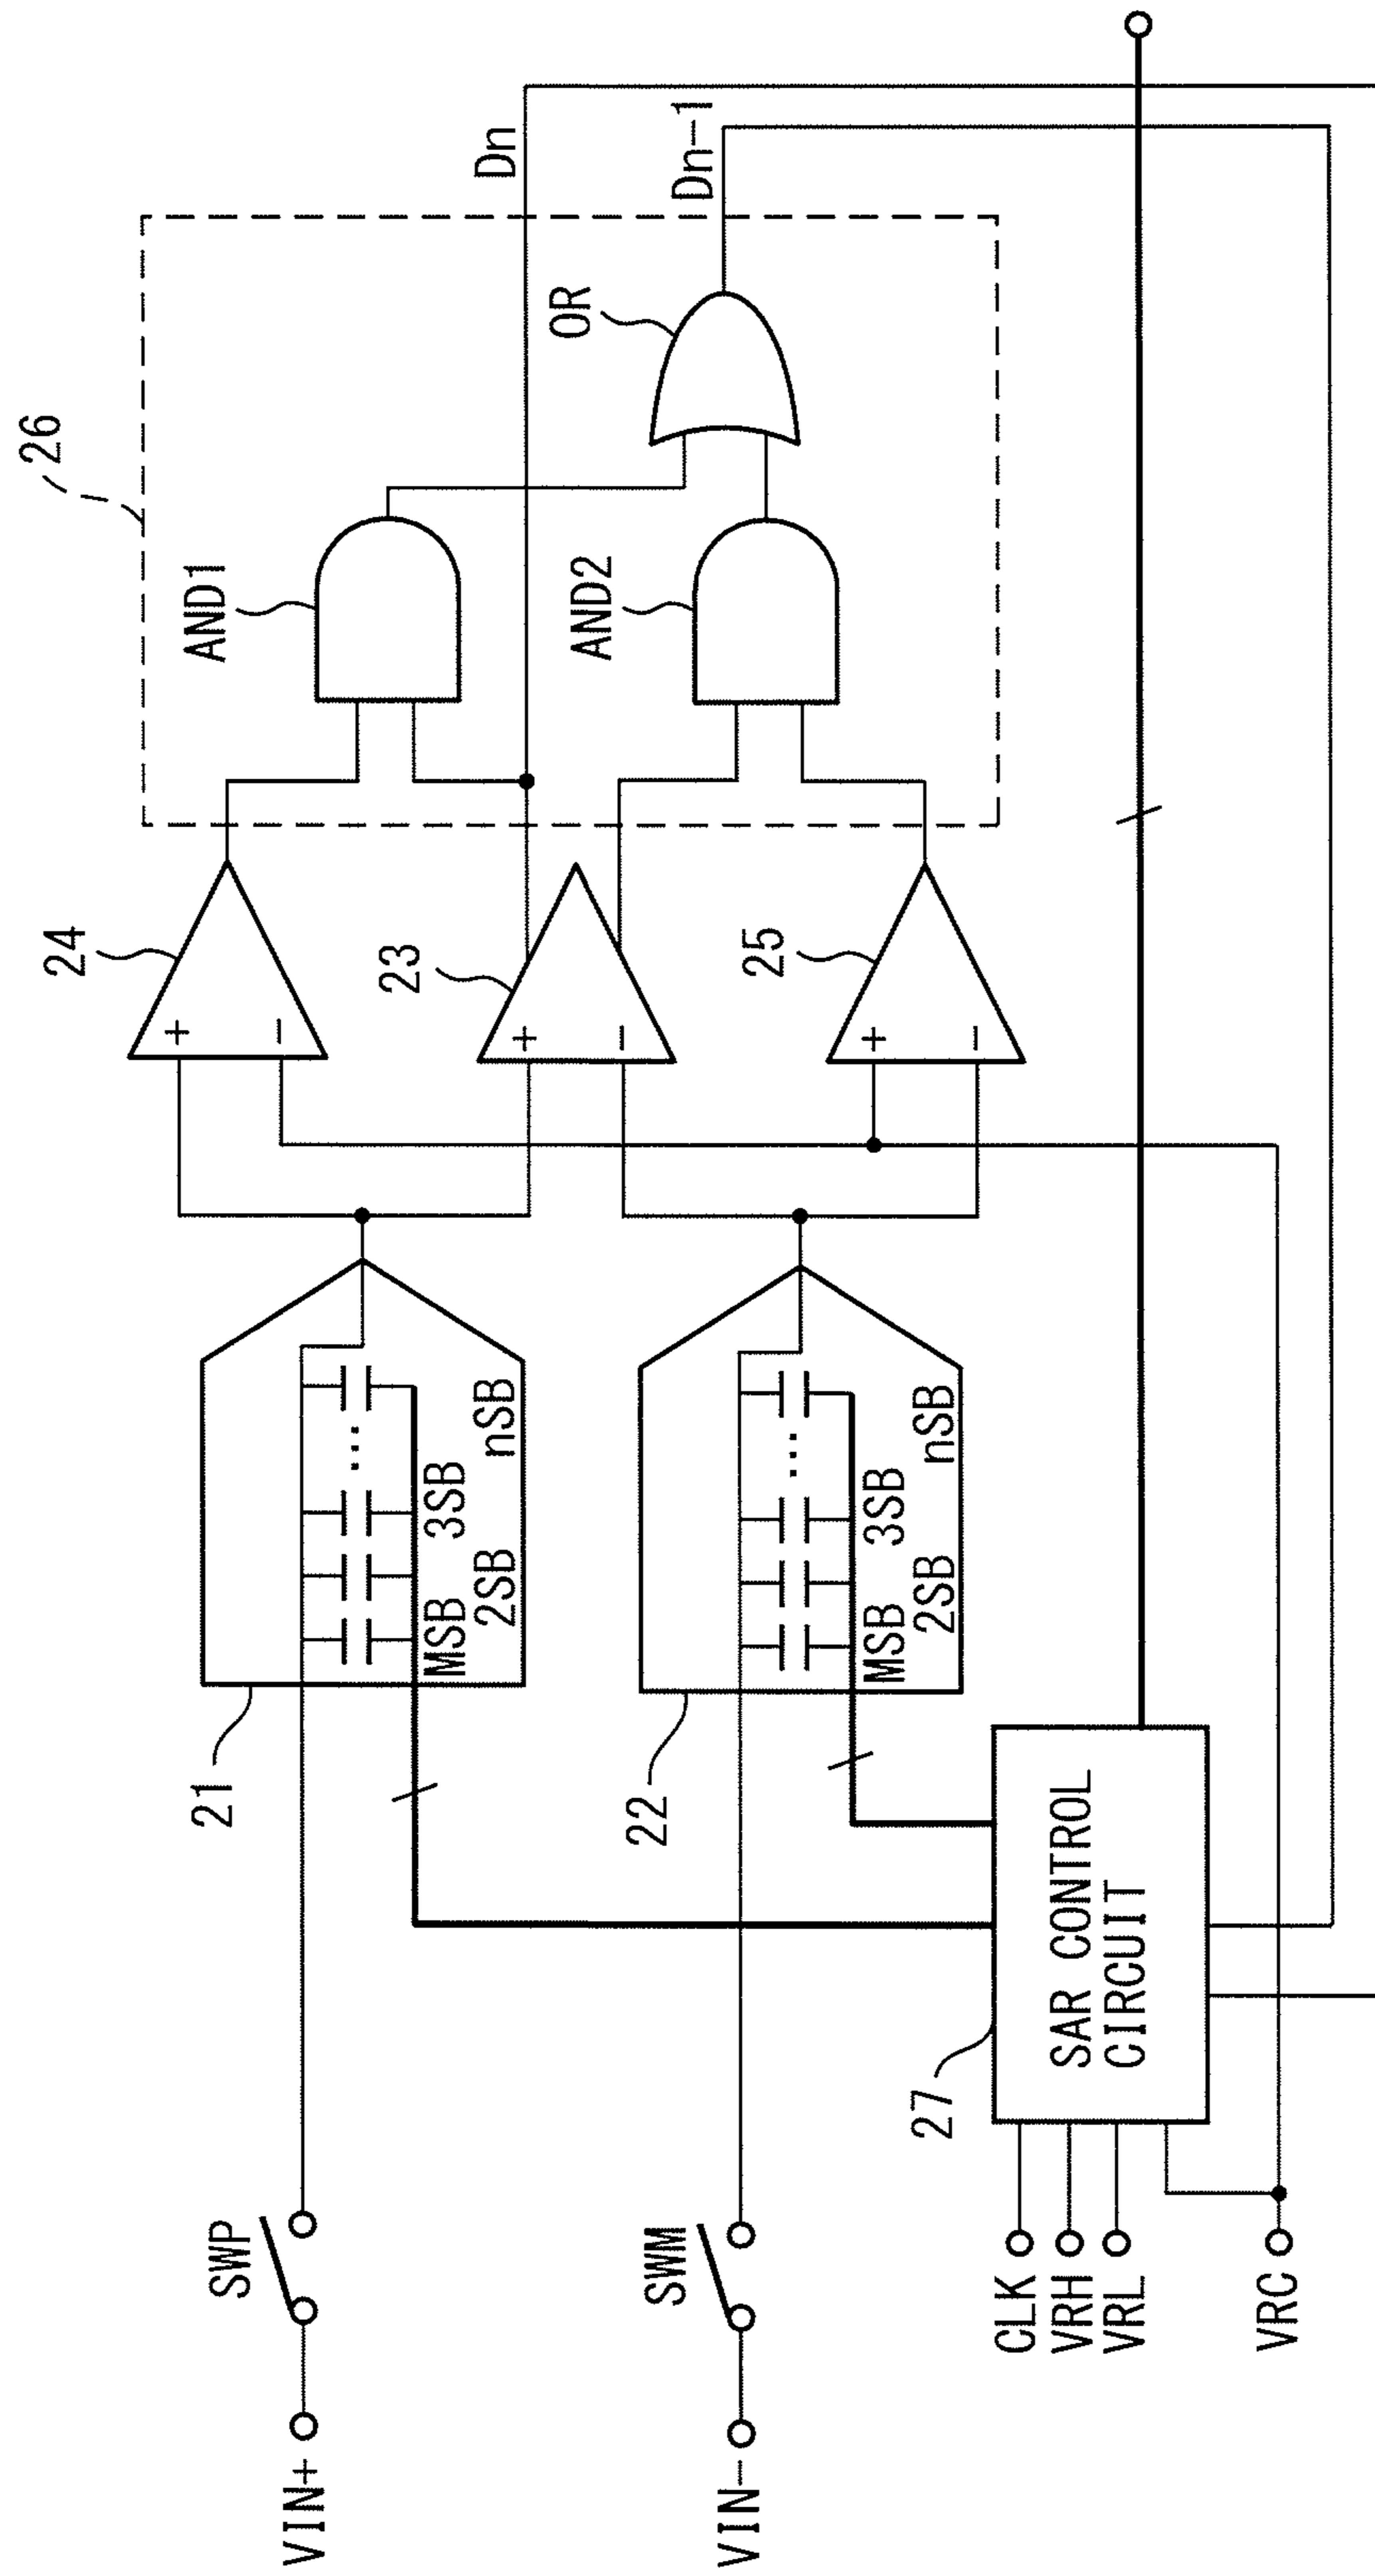 VIN+
SWP
21
MSB
2SB
3SB
...
nSB
24
+
-
AND1
26
Dn
VIN-
SWM
22
MSB
2SB
3SB
...
nSB
23
+
-
AND2
OR
Dn-1
25
+
-
27
SAR CONTROL
CIRCUIT
CLK
VRH
VRL
VRC